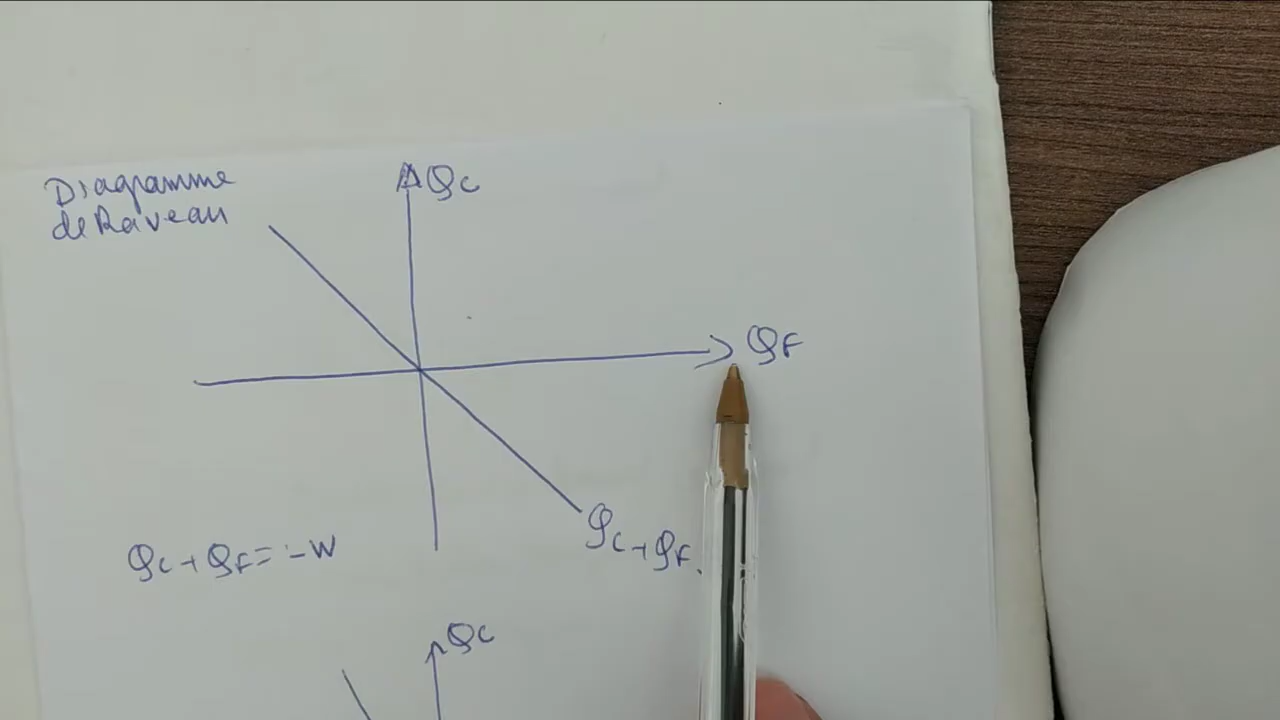 Diagramme
de Raveau
Qc
QF
Qc + QF.
Qc + QF = -W
Qc